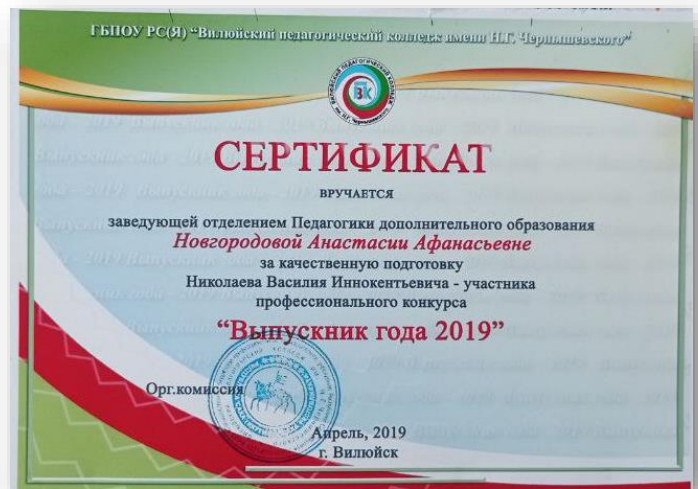 ГБПОУ РС(Я) “Вилюйский педагогический колледж имени Н.Г. Чернышевского”
СЕРТИФИКАТ
ВРУЧАЕТСЯ
заведующей отделением Педагогики дополнительного образования
Новгородовой Анастасии Афанасьевне
за качественную подготовку
Николаева Василия Иннокентьевича - участника
профессионального конкурса
“Выпускник года 2019”
Орг.комиссия
Апрель, 2019
г. Вилюйск